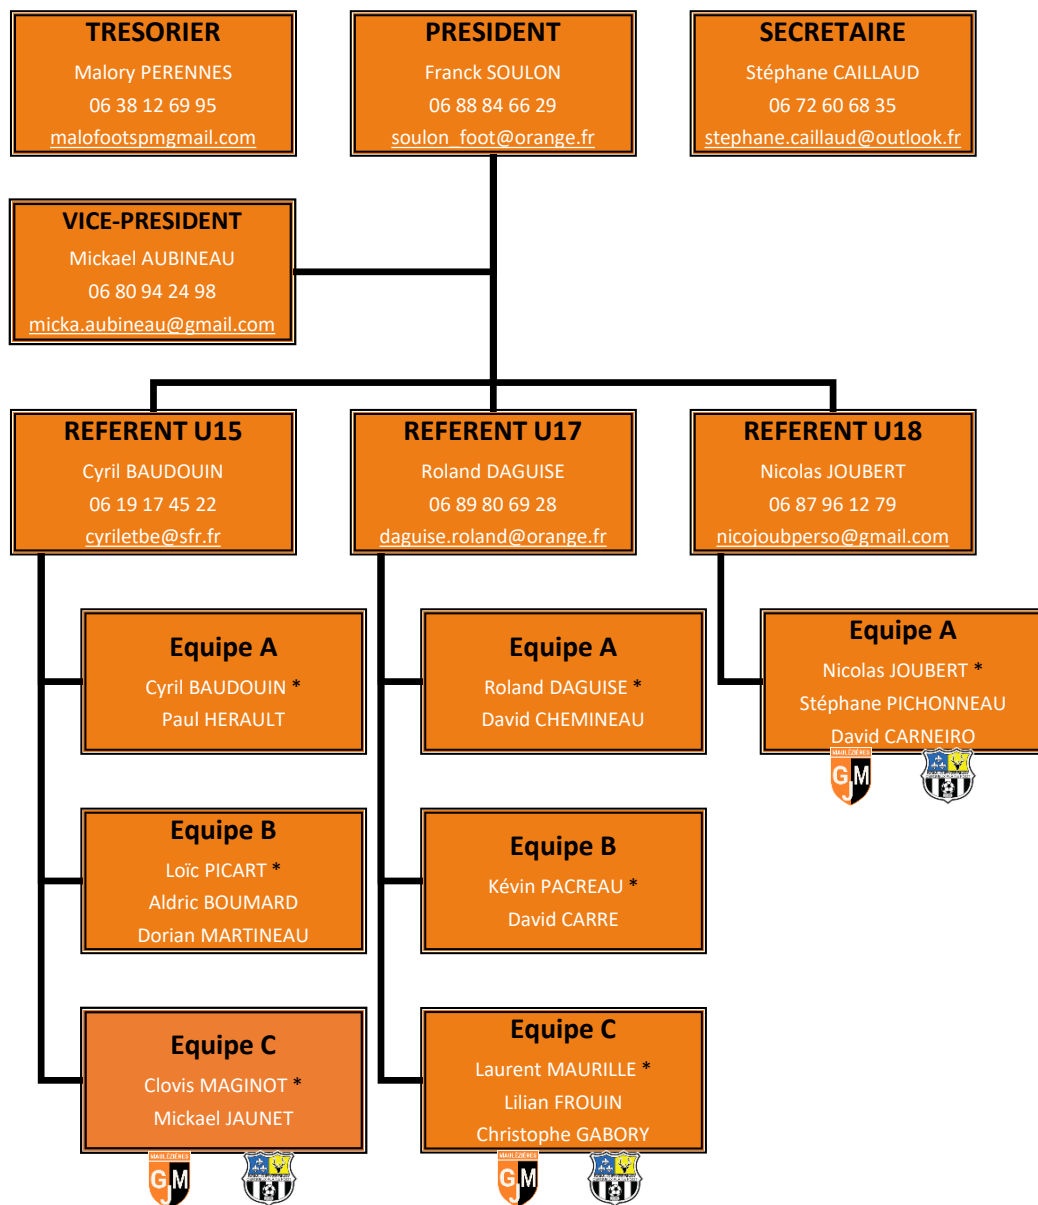 TRESORIER
Malory PERENNES
06 38 12 69 95
malofootspmgmail.com
PRESIDENT
Franck SOULON
06 88 84 66 29
soulon_foot@orange.fr
SECRETAIRE
Stéphane CAILLAUD
06 72 60 68 35
stephane.caillaud@outlook.fr
VICE-PRESIDENT
Mickael AUBINEAU
06 80 94 24 98
micka.aubineau@gmail.com
REFERENT U15
Cyril BAUDOUIN
06 19 17 45 22
cyriletbe@sfr.fr
REFERENT U17
Roland DAGUISE
06 89 80 69 28
daguise.roland@orange.fr
REFERENT U18
Nicolas JOUBERT
06 87 96 12 79
nicojoubperso@gmail.com
Equipe A
Cyril BAUDOUIN *
Paul HERAULT
Equipe A
Roland DAGUISE *
David CHEMINEAU
Equipe A
Nicolas JOUBERT *
Stéphane PICHONNEAU
David CARNEIRO
MAULÉZIÈRES
GJM
Equipe B
Loïc PICART *
Aldric BOUMARD
Dorian MARTINEAU
Equipe B
Kévin PACREAU *
David CARRE
Equipe C
Clovis MAGINOT *
Mickael JAUNET
MAULÉZIÈRES
GJM
Equipe C
Laurent MAURILLE *
Lilian FROUIN
Christophe GABORY
MAULÉZIÈRES
GJM